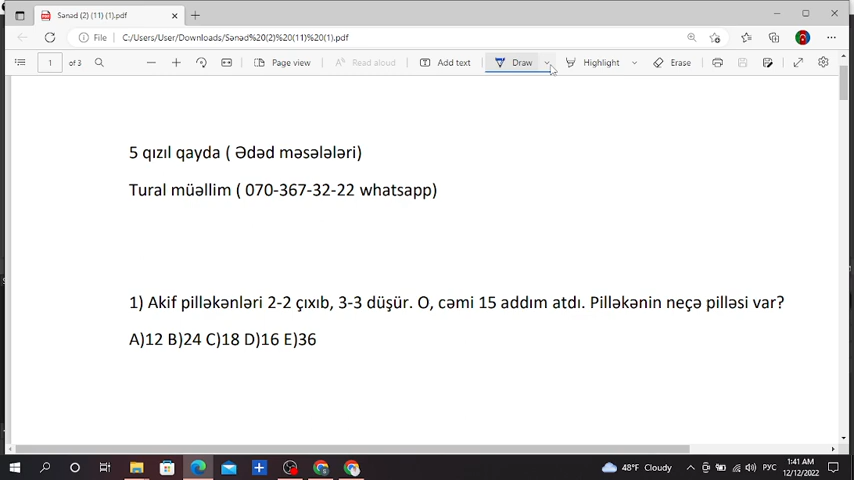 Sənəd (2) (11) (1).pdf
File
C:/Users/User/Downloads/Sənəd%20(2)%20(11)%20(1).pdf
1 of 3
Page view
Read aloud
Add text
Draw
Highlight
Erase
5 qızıl qayda ( Ədəd məsələləri)
Tural müəllim ( 070-367-32-22 whatsapp)
1) Akif pilləkənləri 2-2 çıxıb, 3-3 düşür. O, cəmi 15 addım atdı. Pilləkənin neçə pilləsi var?
A)12 B)24 C)18 D)16 E)36
48°F Cloudy
РУС
1:41 AM
12/12/2022